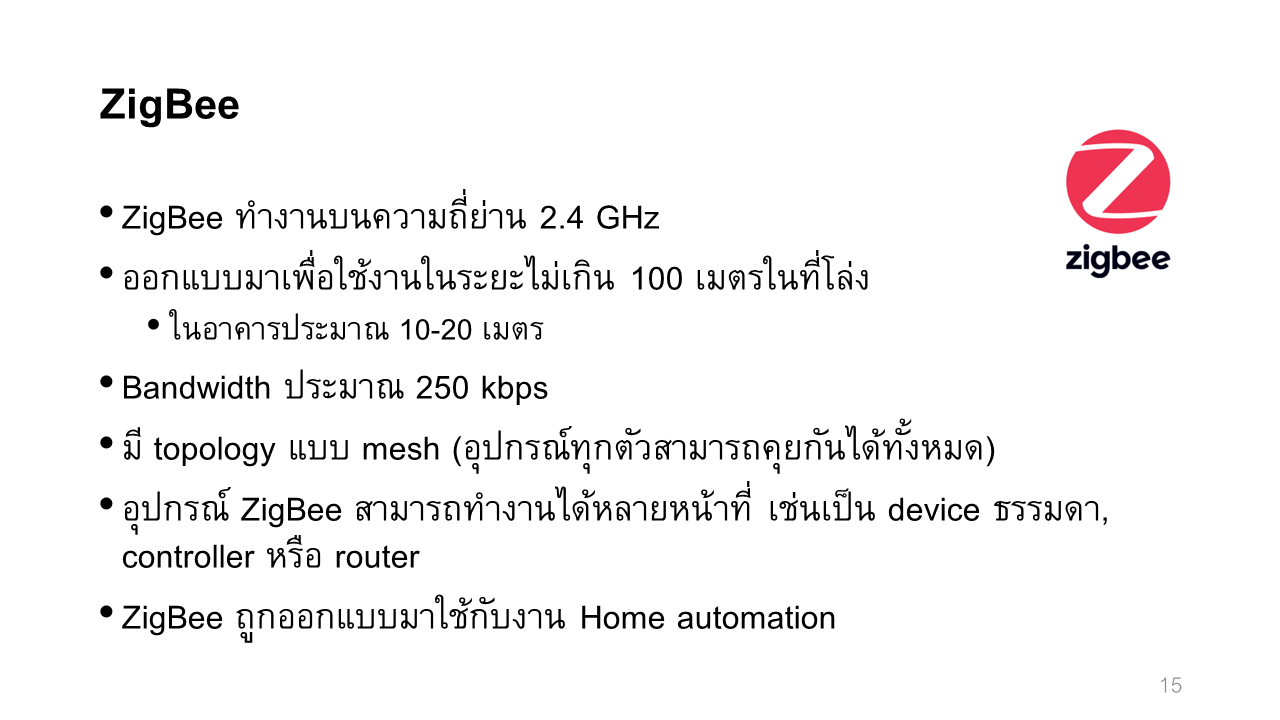 ZigBee
zigbee
• ZigBee ทำงานบนความถี่ย่าน 2.4 GHz
• ออกแบบมาเพื่อใช้งานในระยะไม่เกิน 100 เมตรในที่โล่ง
• ในอาคารประมาณ 10-20 เมตร
• Bandwidth ประมาณ 250 kbps
• มี topology แบบ mesh (อุปกรณ์ทุกตัวสามารถคุยกันได้ทั้งหมด)
• อุปกรณ์ ZigBee สามารถทำงานได้หลายหน้าที่ เช่นเป็น device ธรรมดา,
controller หรือ router
• ZigBee ถูกออกแบบมาใช้กับงาน Home automation
15